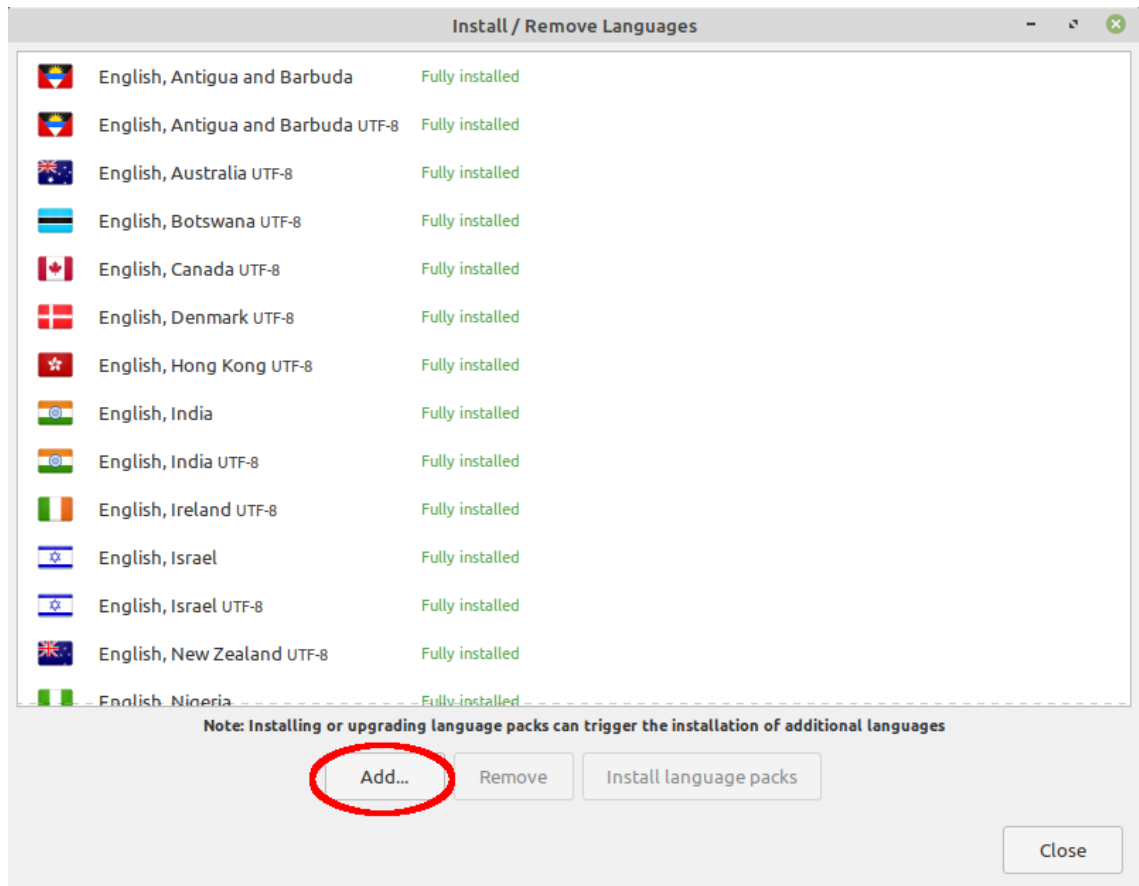 Install / Remove Languages
English, Antigua and Barbuda Fully installed
English, Antigua and Barbuda UTF-8 Fully installed
English, Australia UTF-8 Fully installed
English, Botswana UTF-8 Fully installed
English, Canada UTF-8 Fully installed
English, Denmark UTF-8 Fully installed
English, Hong Kong UTF-8 Fully installed
English, India Fully installed
English, India UTF-8 Fully installed
English, Ireland UTF-8 Fully installed
English, Israel Fully installed
English, Israel UTF-8 Fully installed
English, New Zealand UTF-8 Fully installed
English, Nigeria Fully installed
Note: Installing or upgrading language packs can trigger the installation of additional languages
Add... Remove Install language packs
Close